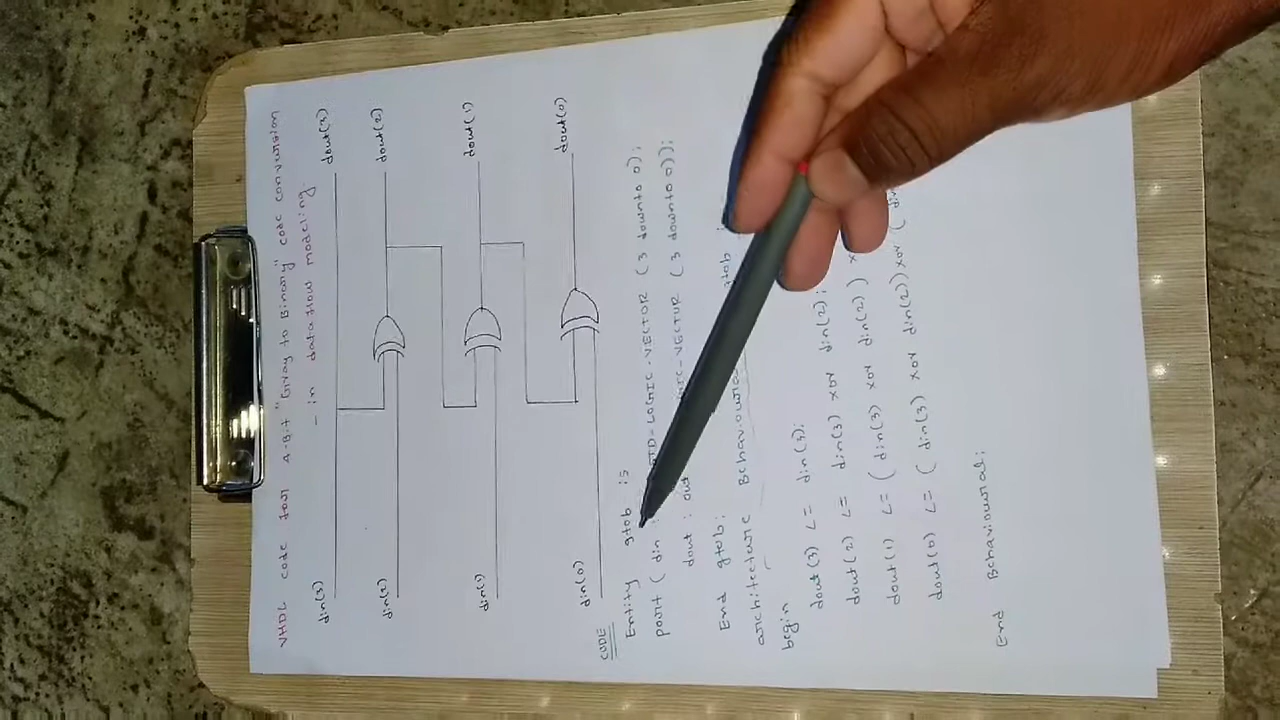 VHDL code for 4-Bit "Gray to Binary" code conversion
- in dataflow modeling.
din(3) dout(3)
din(2) dout(2)
din(1) dout(1)
din(0) dout(0)
CODE
Entity gtob is
port ( din : STD-LOGIC-VECTOR ( 3 downto 0);
dout : out -VECTOR ( 3 downto 0));
End gtob;
architecture Behaviour gtob
begin
dout(3) <= din(3);
dout(2) <= din(3) xor din(2);
dout(1) <= ( din(3) xor din(2) )
dout(0) <= ( din(3) xor din(2)) xor (
End Behavioural;